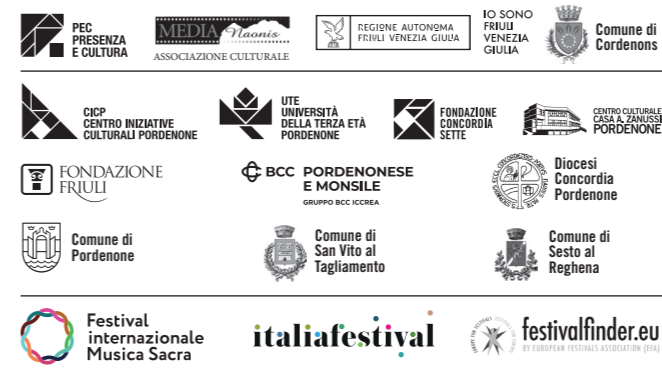 PEC
PRESENZA
E CULTURA
MEDIA Naonis
ASSOCIAZIONE CULTURALE
REGIONE AUTONOMA
FRIULI VENEZIA GIULIA
IO SONO
FRIULI
VENEZIA
GIULIA
Comune di
Cordenons
CICP
CENTRO INIZIATIVE
CULTURALI PORDENONE
UTE
UNIVERSITÀ
DELLA TERZA ETÀ
PORDENONE
FONDAZIONE
CONCORDIA
SETTE
CENTRO CULTURALE
CASA A. ZANUSSI
PORDENONE
FONDAZIONE
FRIULI
BCC PORDENONESE
E MONSILE
GRUPPO BCC ICCREA
Diocesi
Concordia
Pordenone
Comune di
Pordenone
Comune di
San Vito al
Tagliamento
Comune di
Sesto al
Reghena
Festival
internazionale
Musica Sacra
italiafestival
festivalfinder.eu
BY EUROPEAN FESTIVALS ASSOCIATION (EFA)